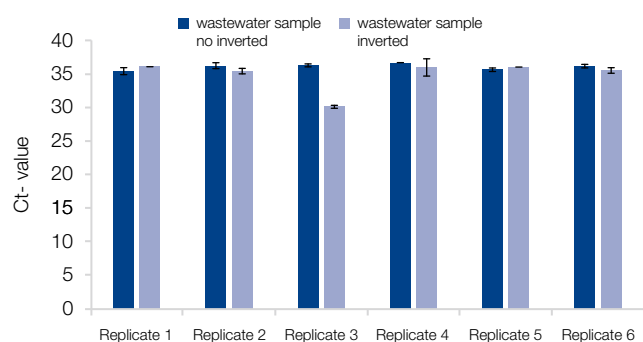 wastewater sample
no inverted
wastewater sample
inverted
Ct- value
40
35
30
25
20
15
10
5
0
Replicate 1
Replicate 2
Replicate 3
Replicate 4
Replicate 5
Replicate 6